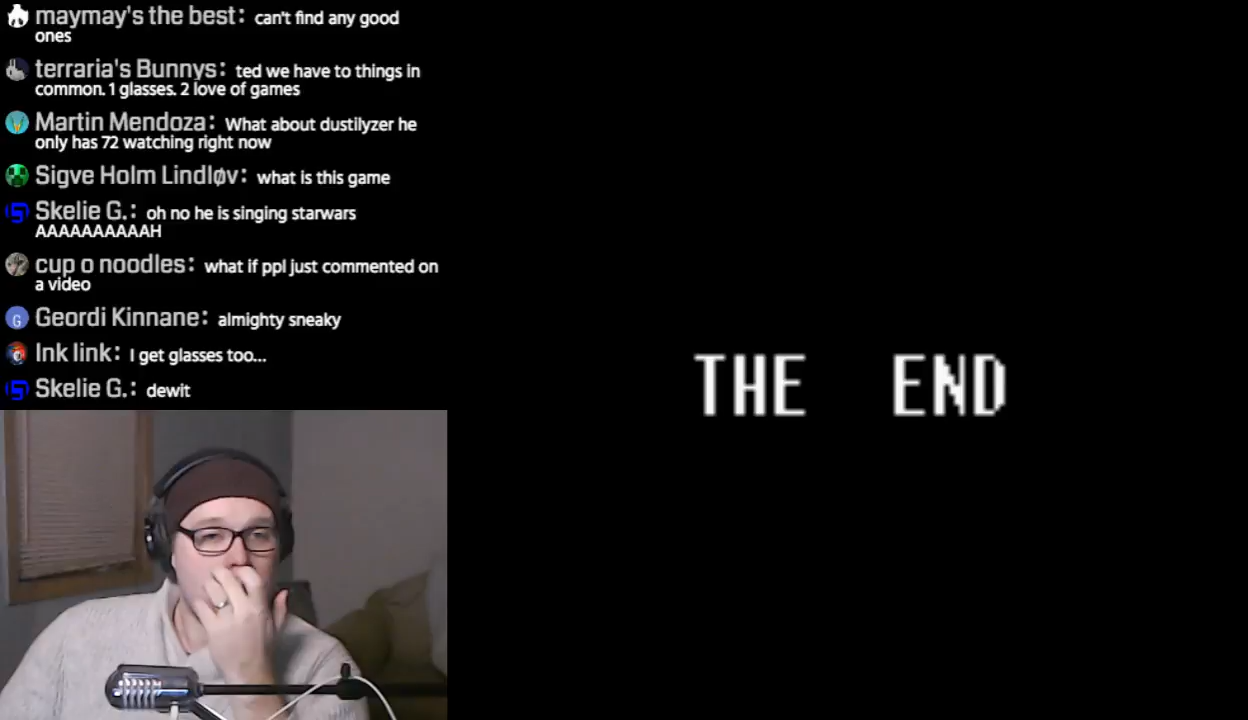 maymay's the best: can't find any good
ones
terraria's Bunnys: ted we have to things in
common. 1 glasses. 2 love of games
Martin Mendoza: What about dustilyzer he
only has 72 watching right now
Sigve Holm Lindløv: what is this game
Skelie G.: oh no he is singing starwars
AAAAAAAAAAH
cup o noodles: what if ppl just commented on
a video
G Geordi Kinnane: almighty sneaky
Ink link: I get glasses too...
Skelie G.: dewit
THE END